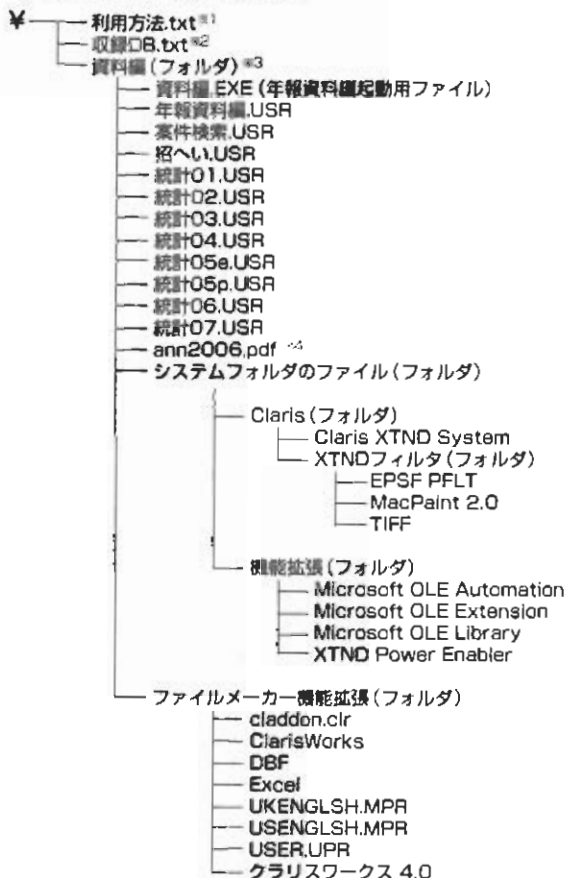 ¥
利用方法.txt ※1
収録DB.txt ※2
資料編（フォルダ）※3
資料編.EXE（年報資料編起動用ファイル）
年報資料編.USR
案件検索.USR
招へい.USR
統計01.USR
統計02.USR
統計03.USR
統計04.USR
統計05e.USR
統計05p.USR
統計06.USR
統計07.USR
ann2006.pdf ※4
システムフォルダのファイル（フォルダ）
Claris（フォルダ）
Claris XTND System
XTNDフィルタ（フォルダ）
EPSF PFLT
MacPaint 2.0
TIFF
機能拡張（フォルダ）
Microsoft OLE Automation
Microsoft OLE Extension
Microsoft OLE Library
XTND Power Enabler
ファイルメーカー機能拡張（フォルダ）
claddon.clr
ClarisWorks
DBF
Excel
UKENGLSH.MPR
USENGLSH.MPR
USER.UPR
クラリスワークス 4.0